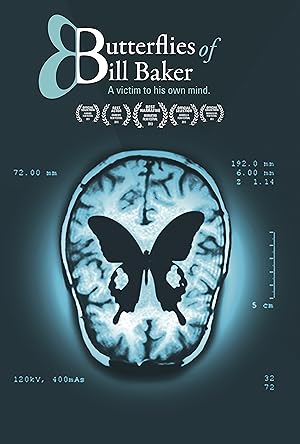 Butterflies of
Bill Baker
A victim to his own mind.
72.00 mm
192.0 mm
6.00 mm
Z 1.14
5 cm
120kV, 400mAs
32
72